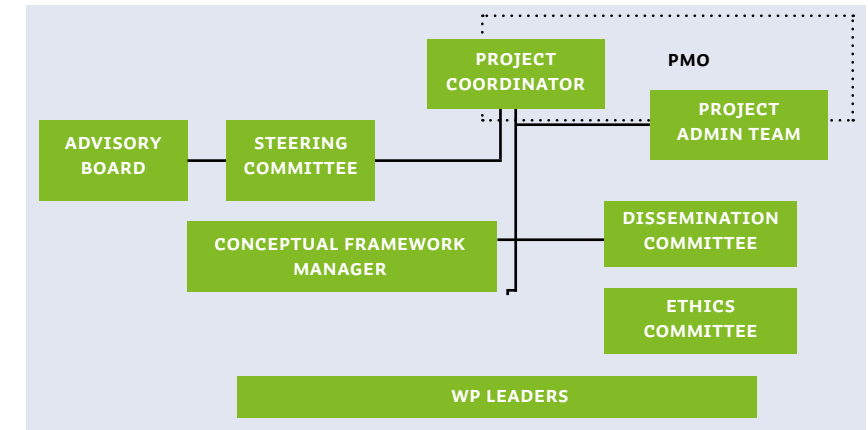 PROJECT
COORDINATOR
PMO
PROJECT
ADMIN TEAM
ADVISORY
BOARD
STEERING
COMMITTEE
CONCEPTUAL FRAMEWORK
MANAGER
DISSEMINATION
COMMITTEE
ETHICS
COMMITTEE
WP LEADERS